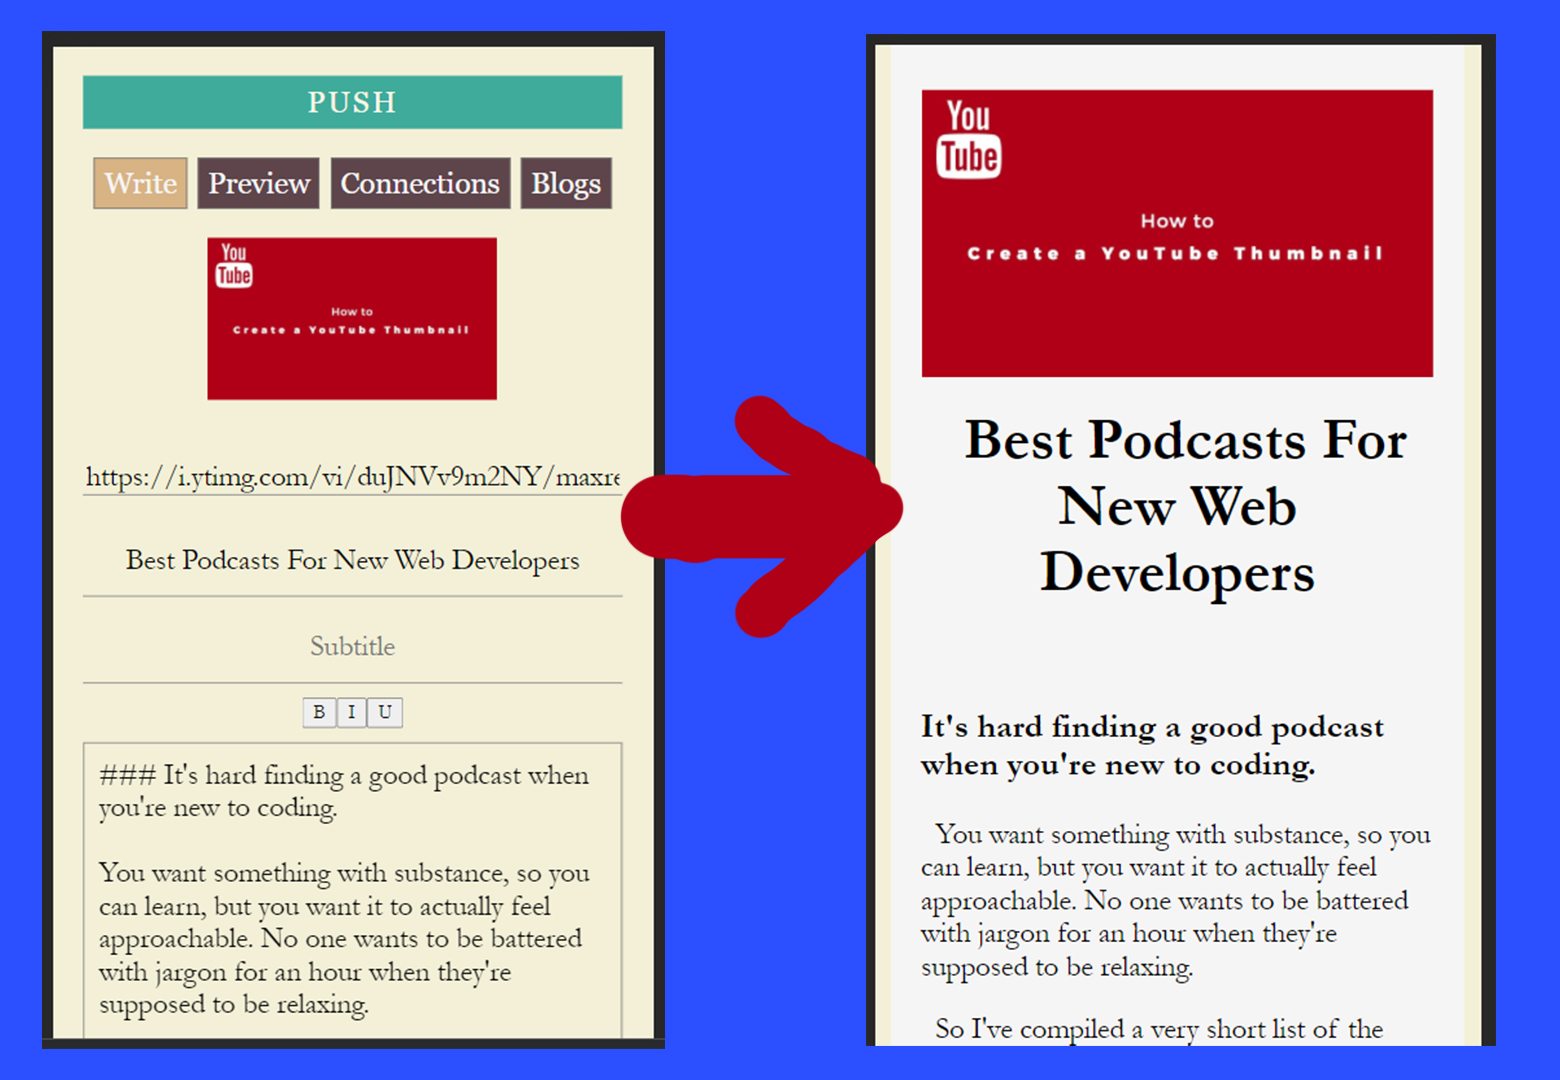 PUSH
Write Preview Connections Blogs
You
Tube
How to
Create a YouTube Thumbnail
https://i.ytimg.com/vi/duJNVv9m2NY/maxre
Best Podcasts For New Web Developers
Subtitle
B I U
### It's hard finding a good podcast when
you're new to coding.
You want something with substance, so you
can learn, but you want it to actually feel
approachable. No one wants to be battered
with jargon for an hour when they're
supposed to be relaxing.
You
Tube
How to
Create a YouTube Thumbnail
Best Podcasts For
New Web
Developers
It's hard finding a good podcast
when you're new to coding.
You want something with substance, so you
can learn, but you want it to actually feel
approachable. No one wants to be battered
with jargon for an hour when they're
supposed to be relaxing.
So I've compiled a very short list of the